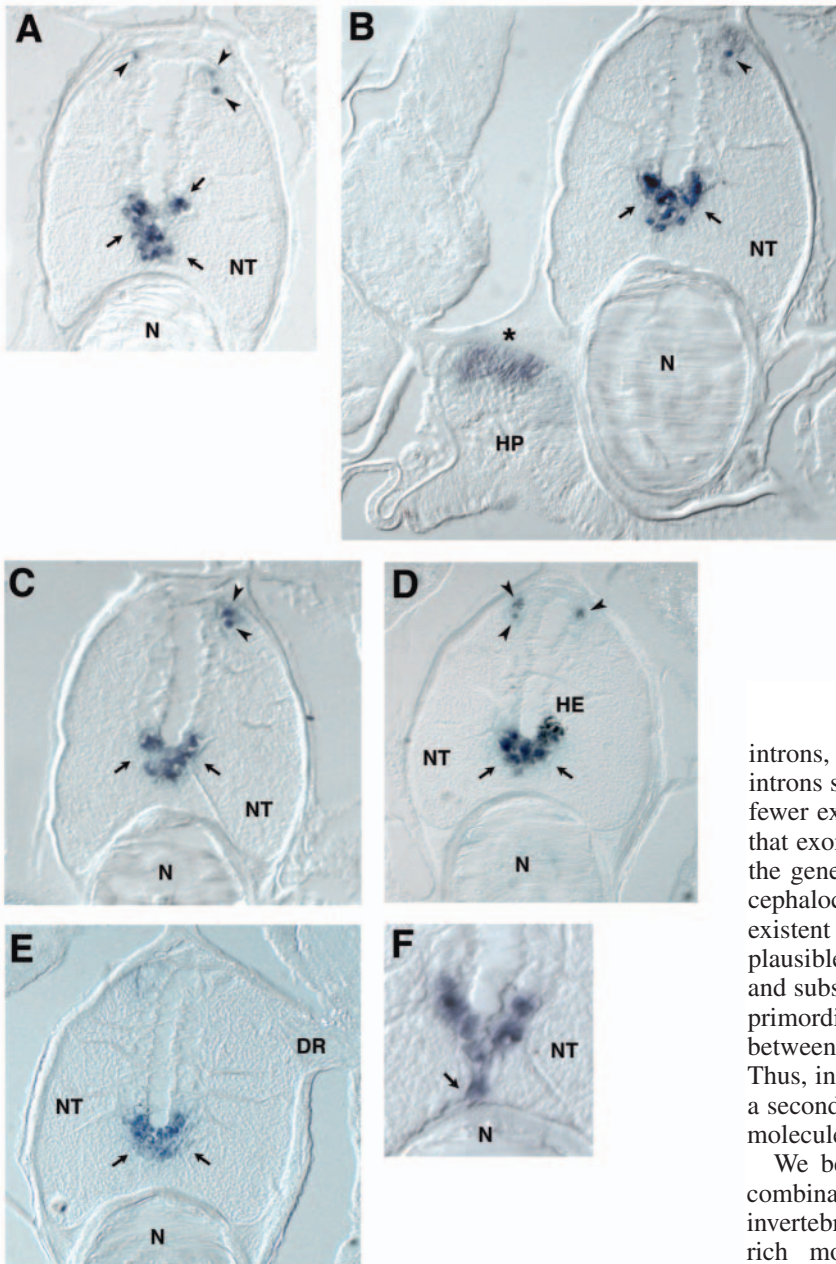 A
NT
N
B
NT
*
N
HP
C
NT
N
D
HE
NT
N
E
DR
NT
N
F
NT
N
introns,
introns s
fewer ex
that exo
the gene
cephaloc
existent
plausible
and subs
primordi
between
Thus, in
a second
molecule
We be
combina
invertebr
rich mo